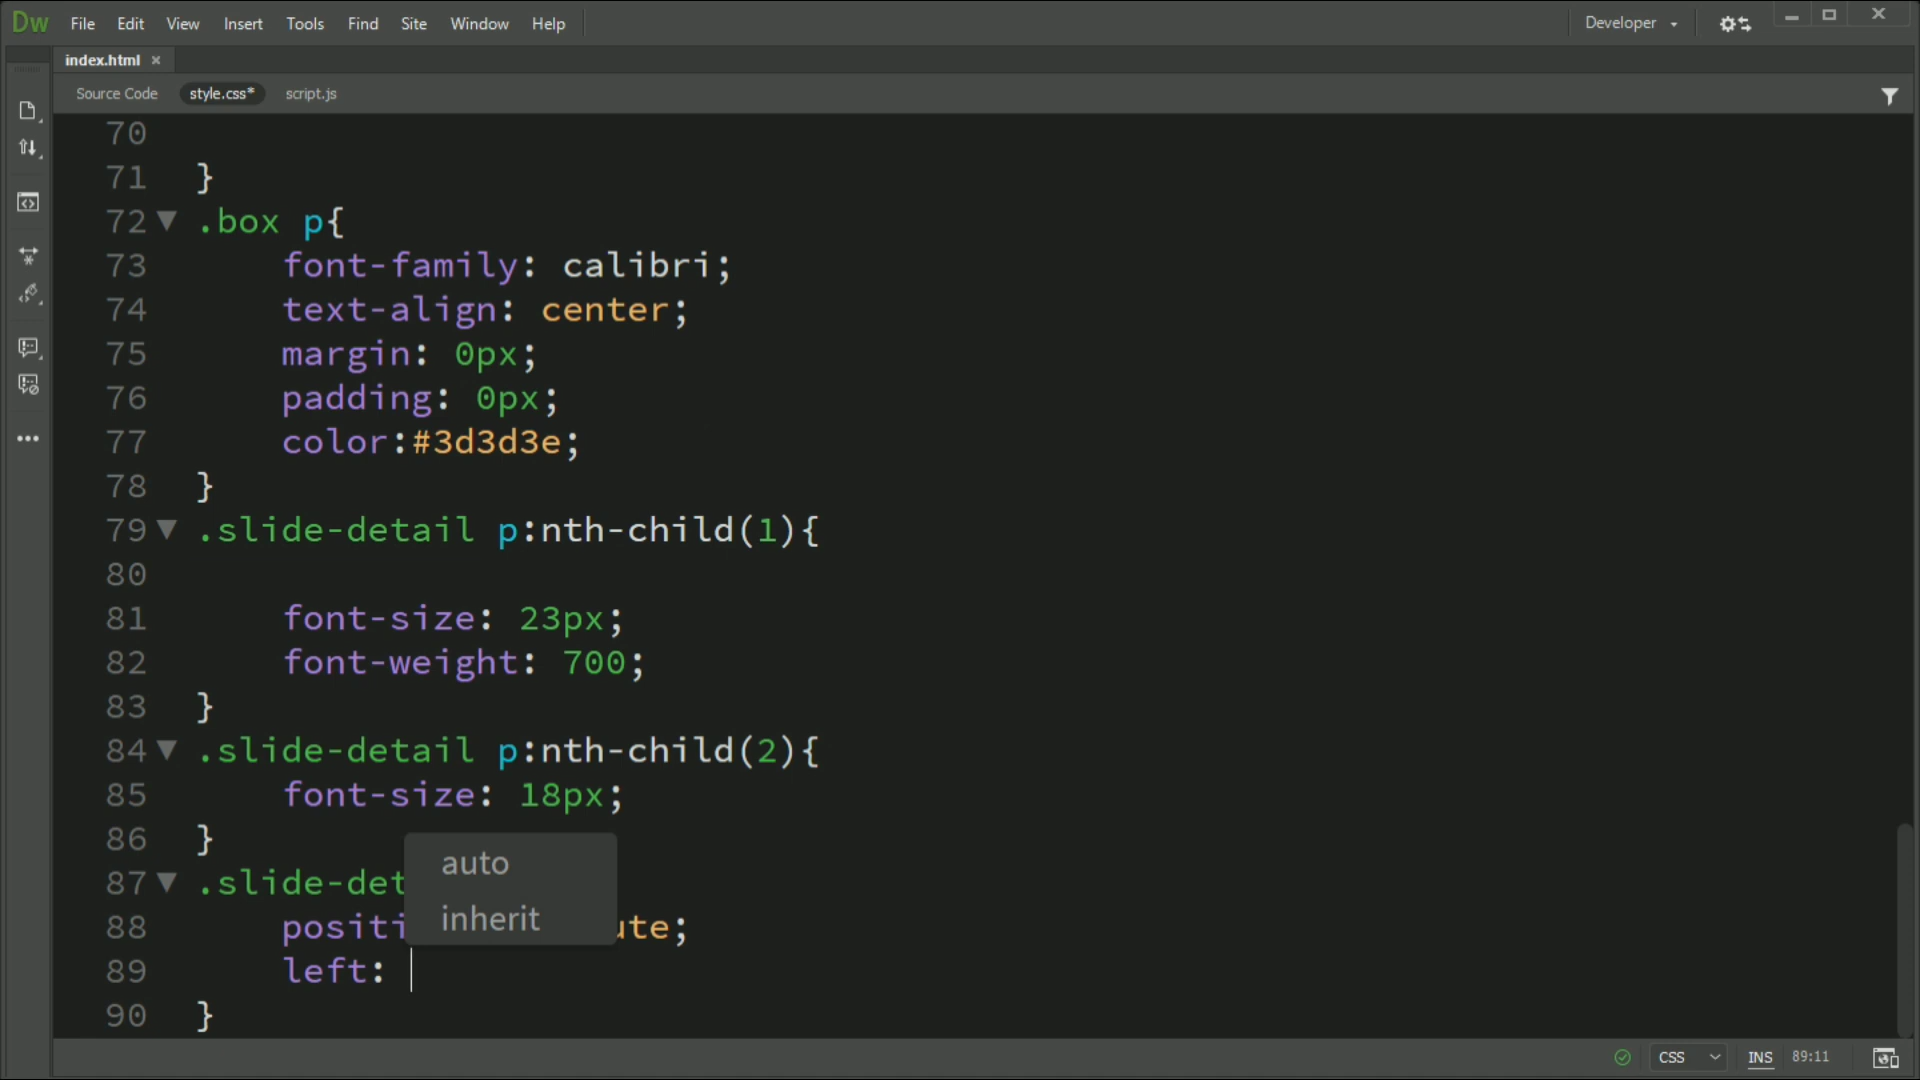 Dw File Edit View Insert Tools Find Site Window Help Developer
index.html ×
Source Code style.css* script.js
70
71 }
72 .box p{
73 font-family: calibri;
74 text-align: center;
75 margin: 0px;
76 padding: 0px;
77 color:#3d3d3e;
78 }
79 .slide-detail p:nth-child(1){
80
81 font-size: 23px;
82 font-weight: 700;
83 }
84 .slide-detail p:nth-child(2){
85 font-size: 18px;
86 }
auto
87 .slide-det
inherit
88 positi ute;
89 left:
90 }
CSS INS 89:11